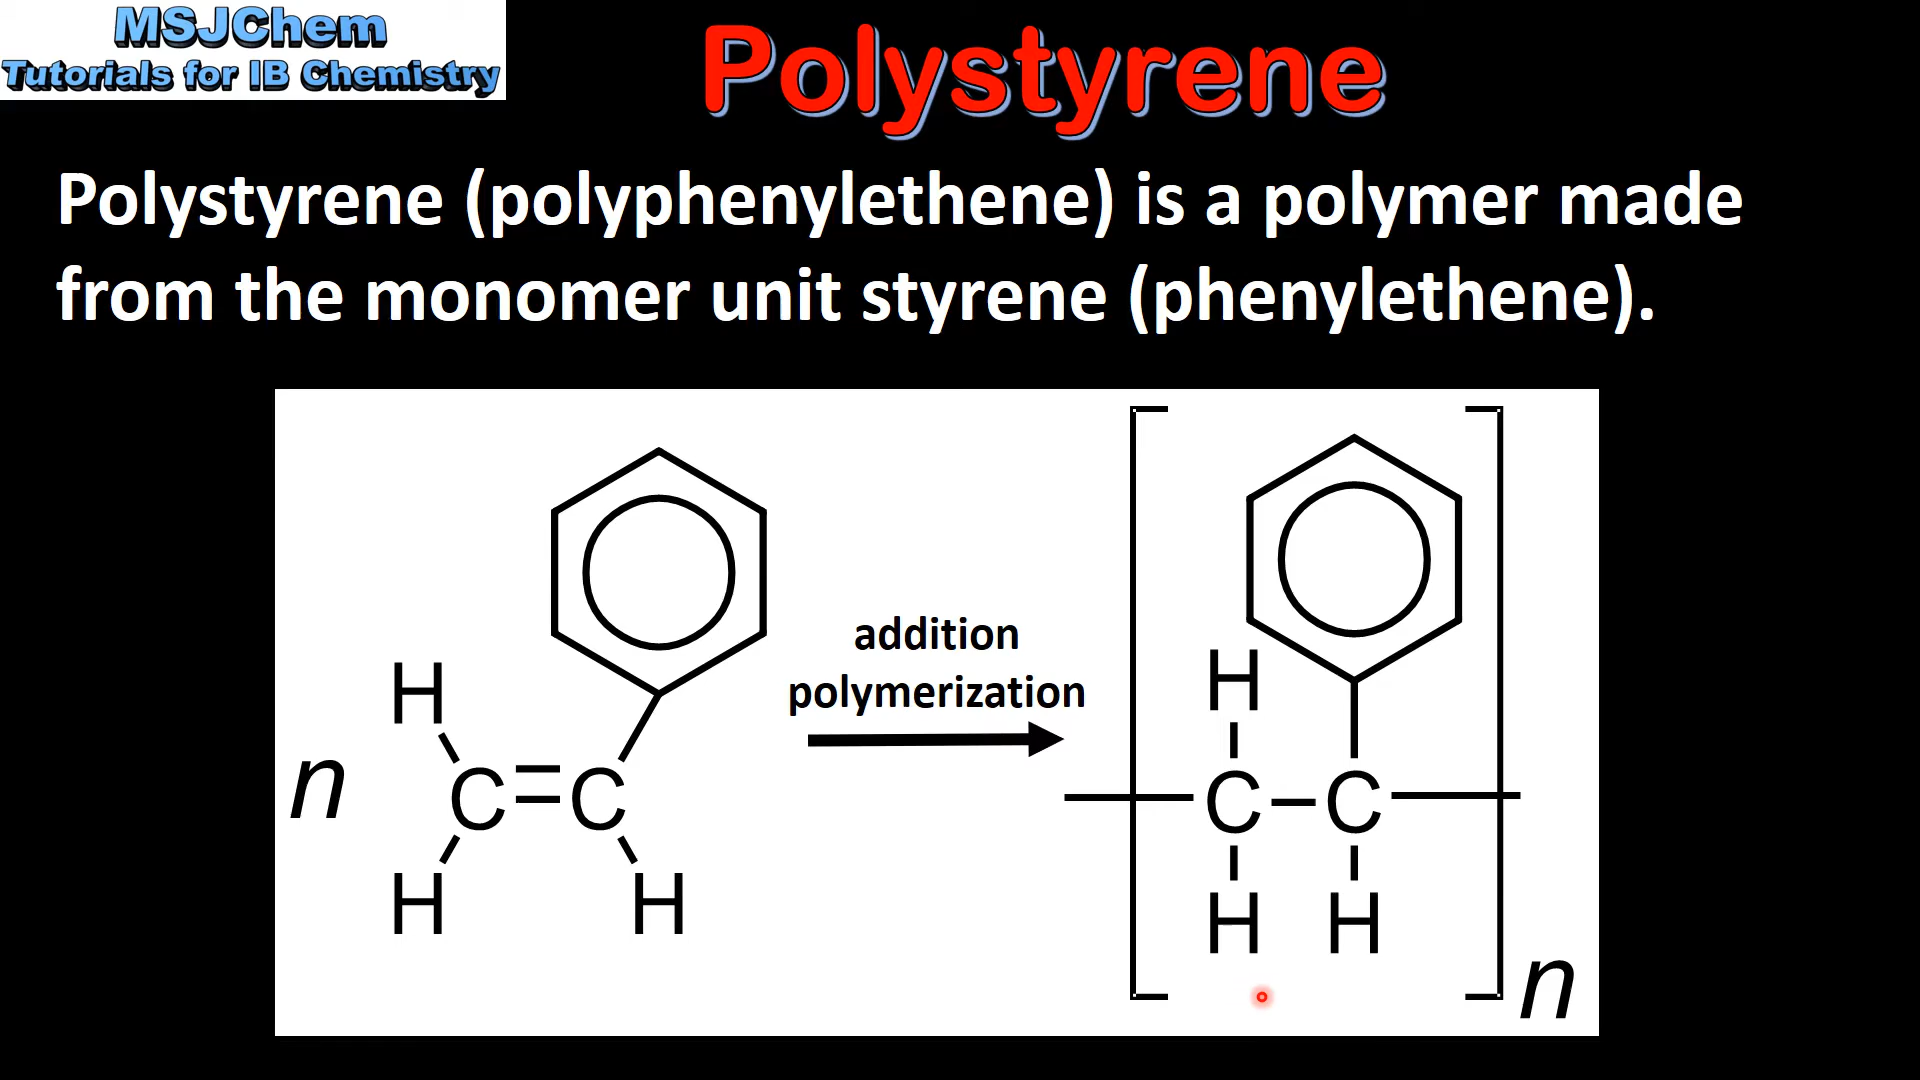 MSJChem
Tutorials for IB Chemistry
Polystyrene
Polystyrene (polyphenylethene) is a polymer made
from the monomer unit styrene (phenylethene).
addition
polymerization
H
H
n
C=C
C–C
H
H
H
H
n